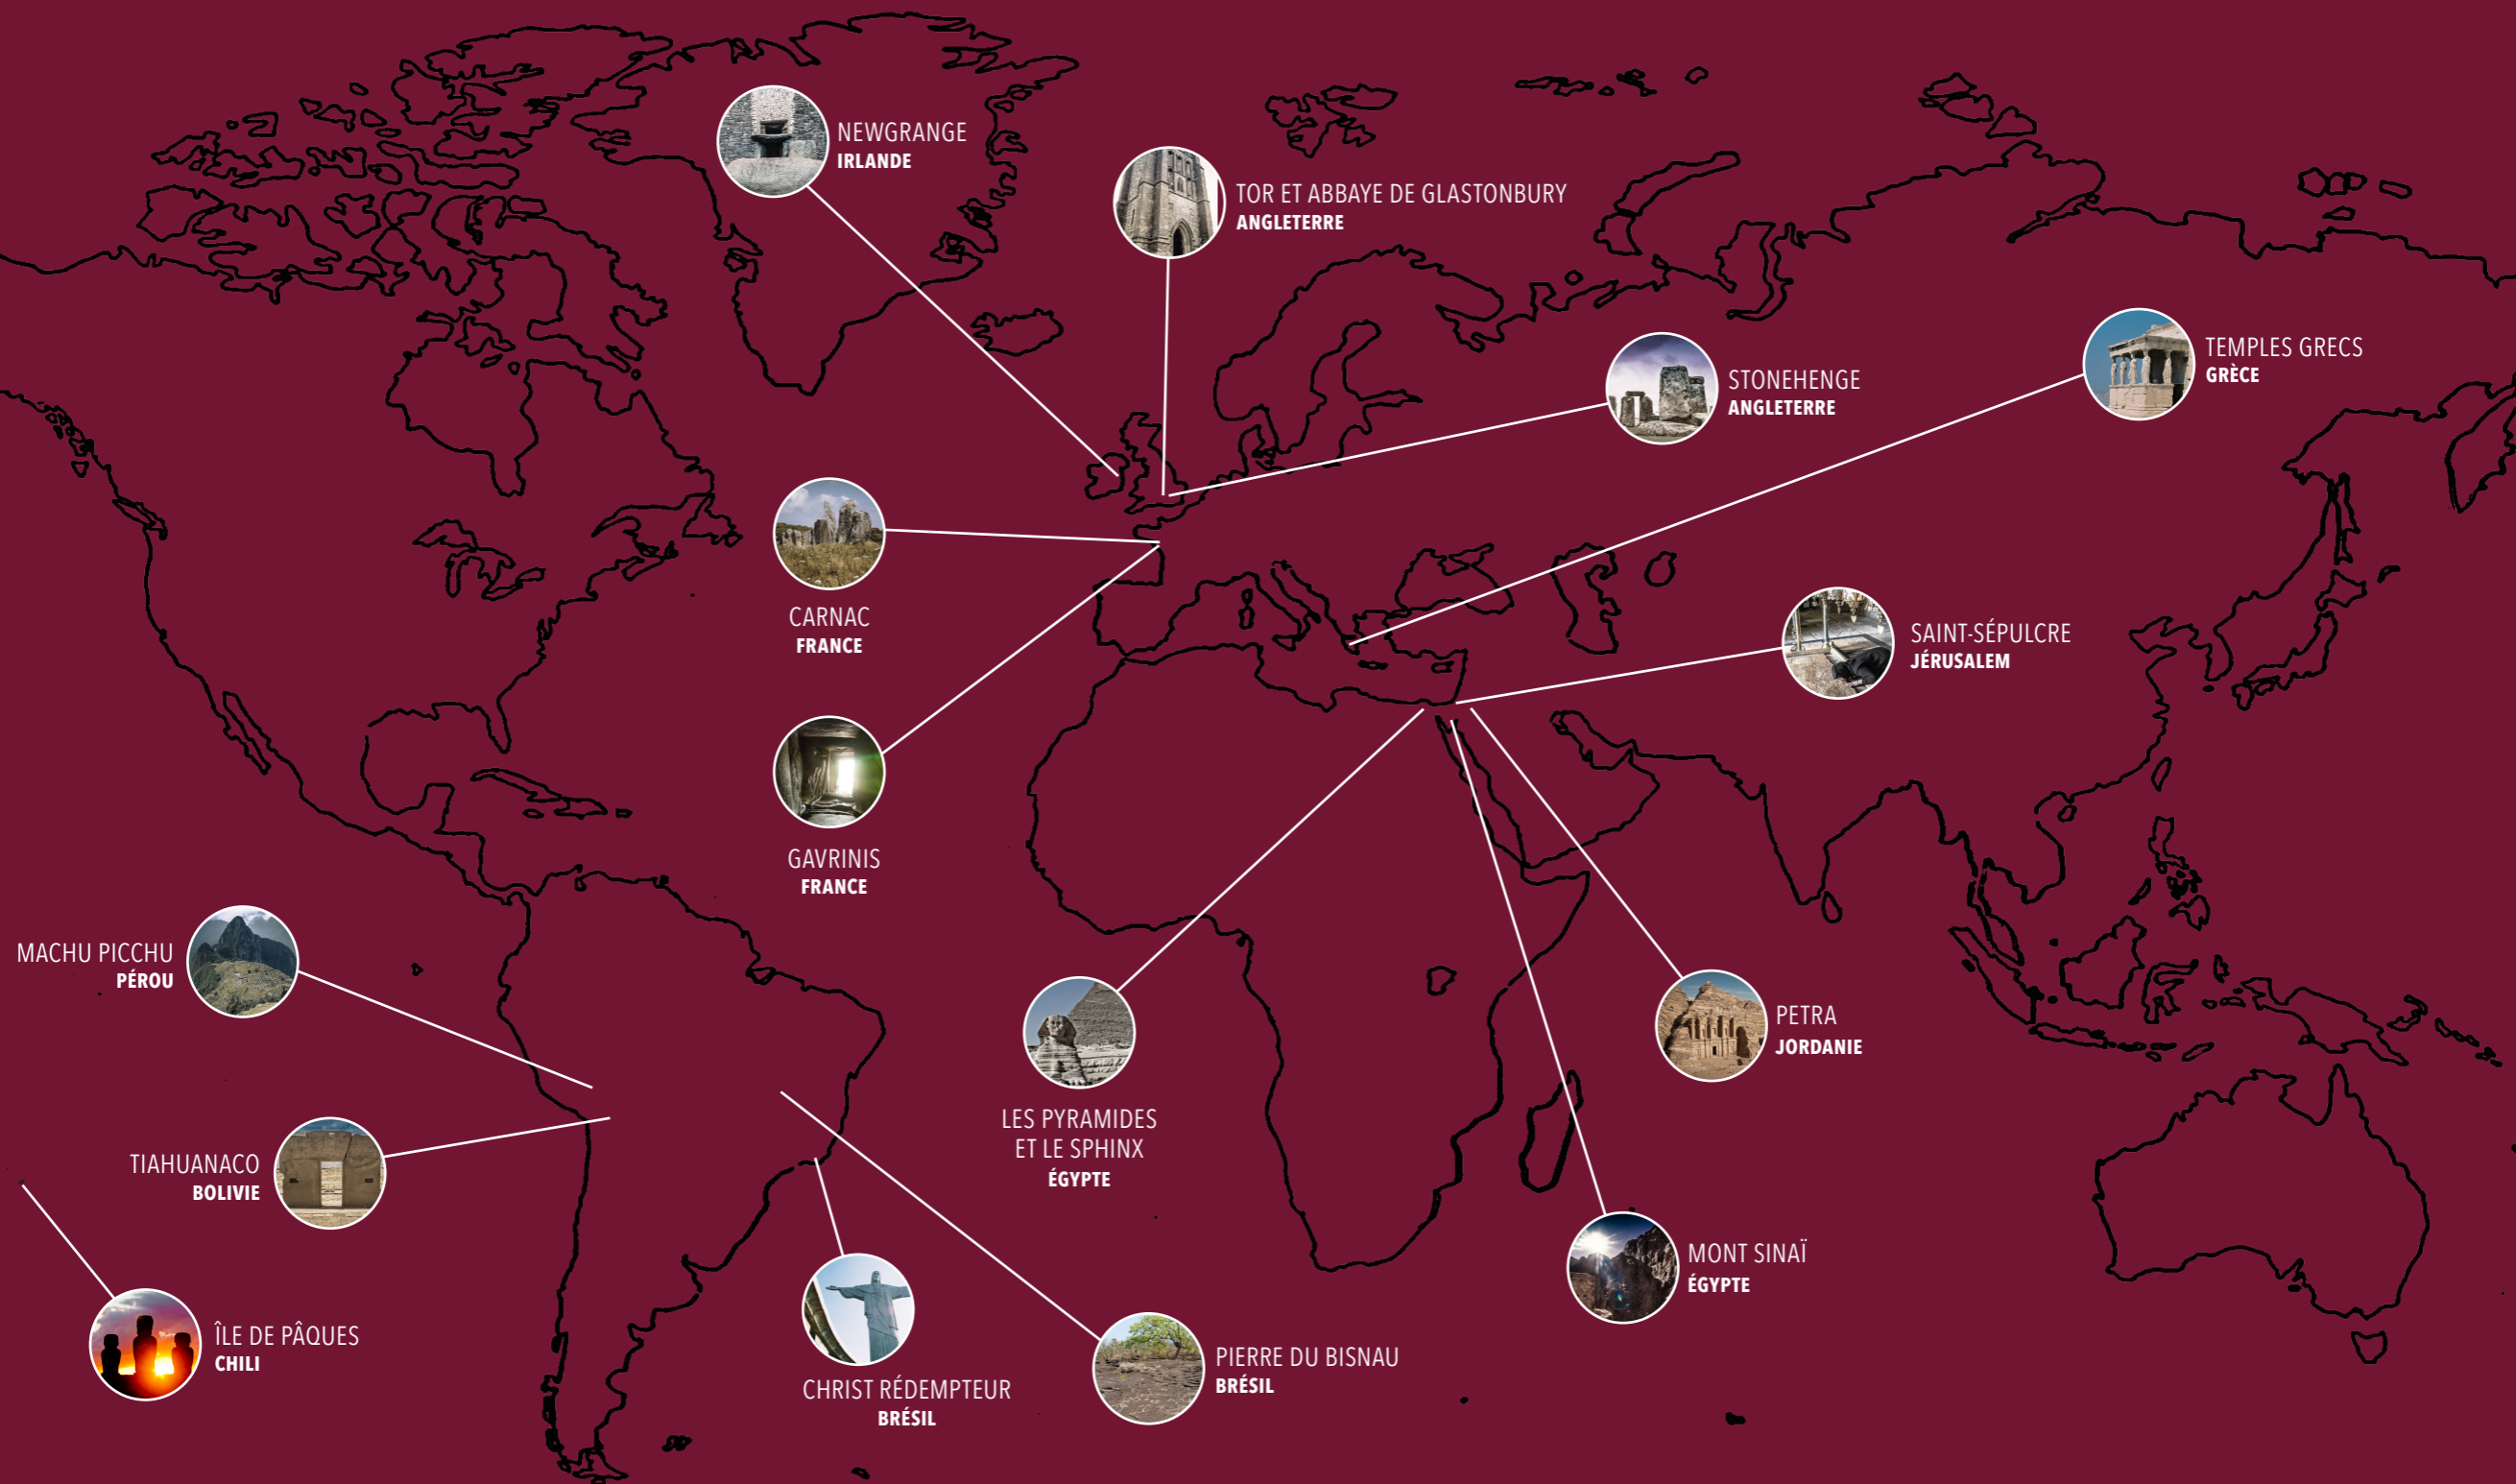 NEWGRANGE
IRLANDE
TOR ET ABBAYE DE GLASTONBURY
ANGLETERRE
TEMPLES GRECS
GRÈCE
STONEHENGE
ANGLETERRE
CARNAC
FRANCE
SAINT-SÉPULCRE
JÉRUSALEM
GAVRINIS
FRANCE
MACHU PICCHU
PÉROU
PETRA
JORDANIE
LES PYRAMIDES
ET LE SPHINX
ÉGYPTE
TIAHUANACO
BOLIVIE
MONT SINAÏ
ÉGYPTE
ÎLE DE PÂQUES
CHILI
CHRIST RÉDEMPTEUR
BRÉSIL
PIERRE DU BISNAU
BRÉSIL